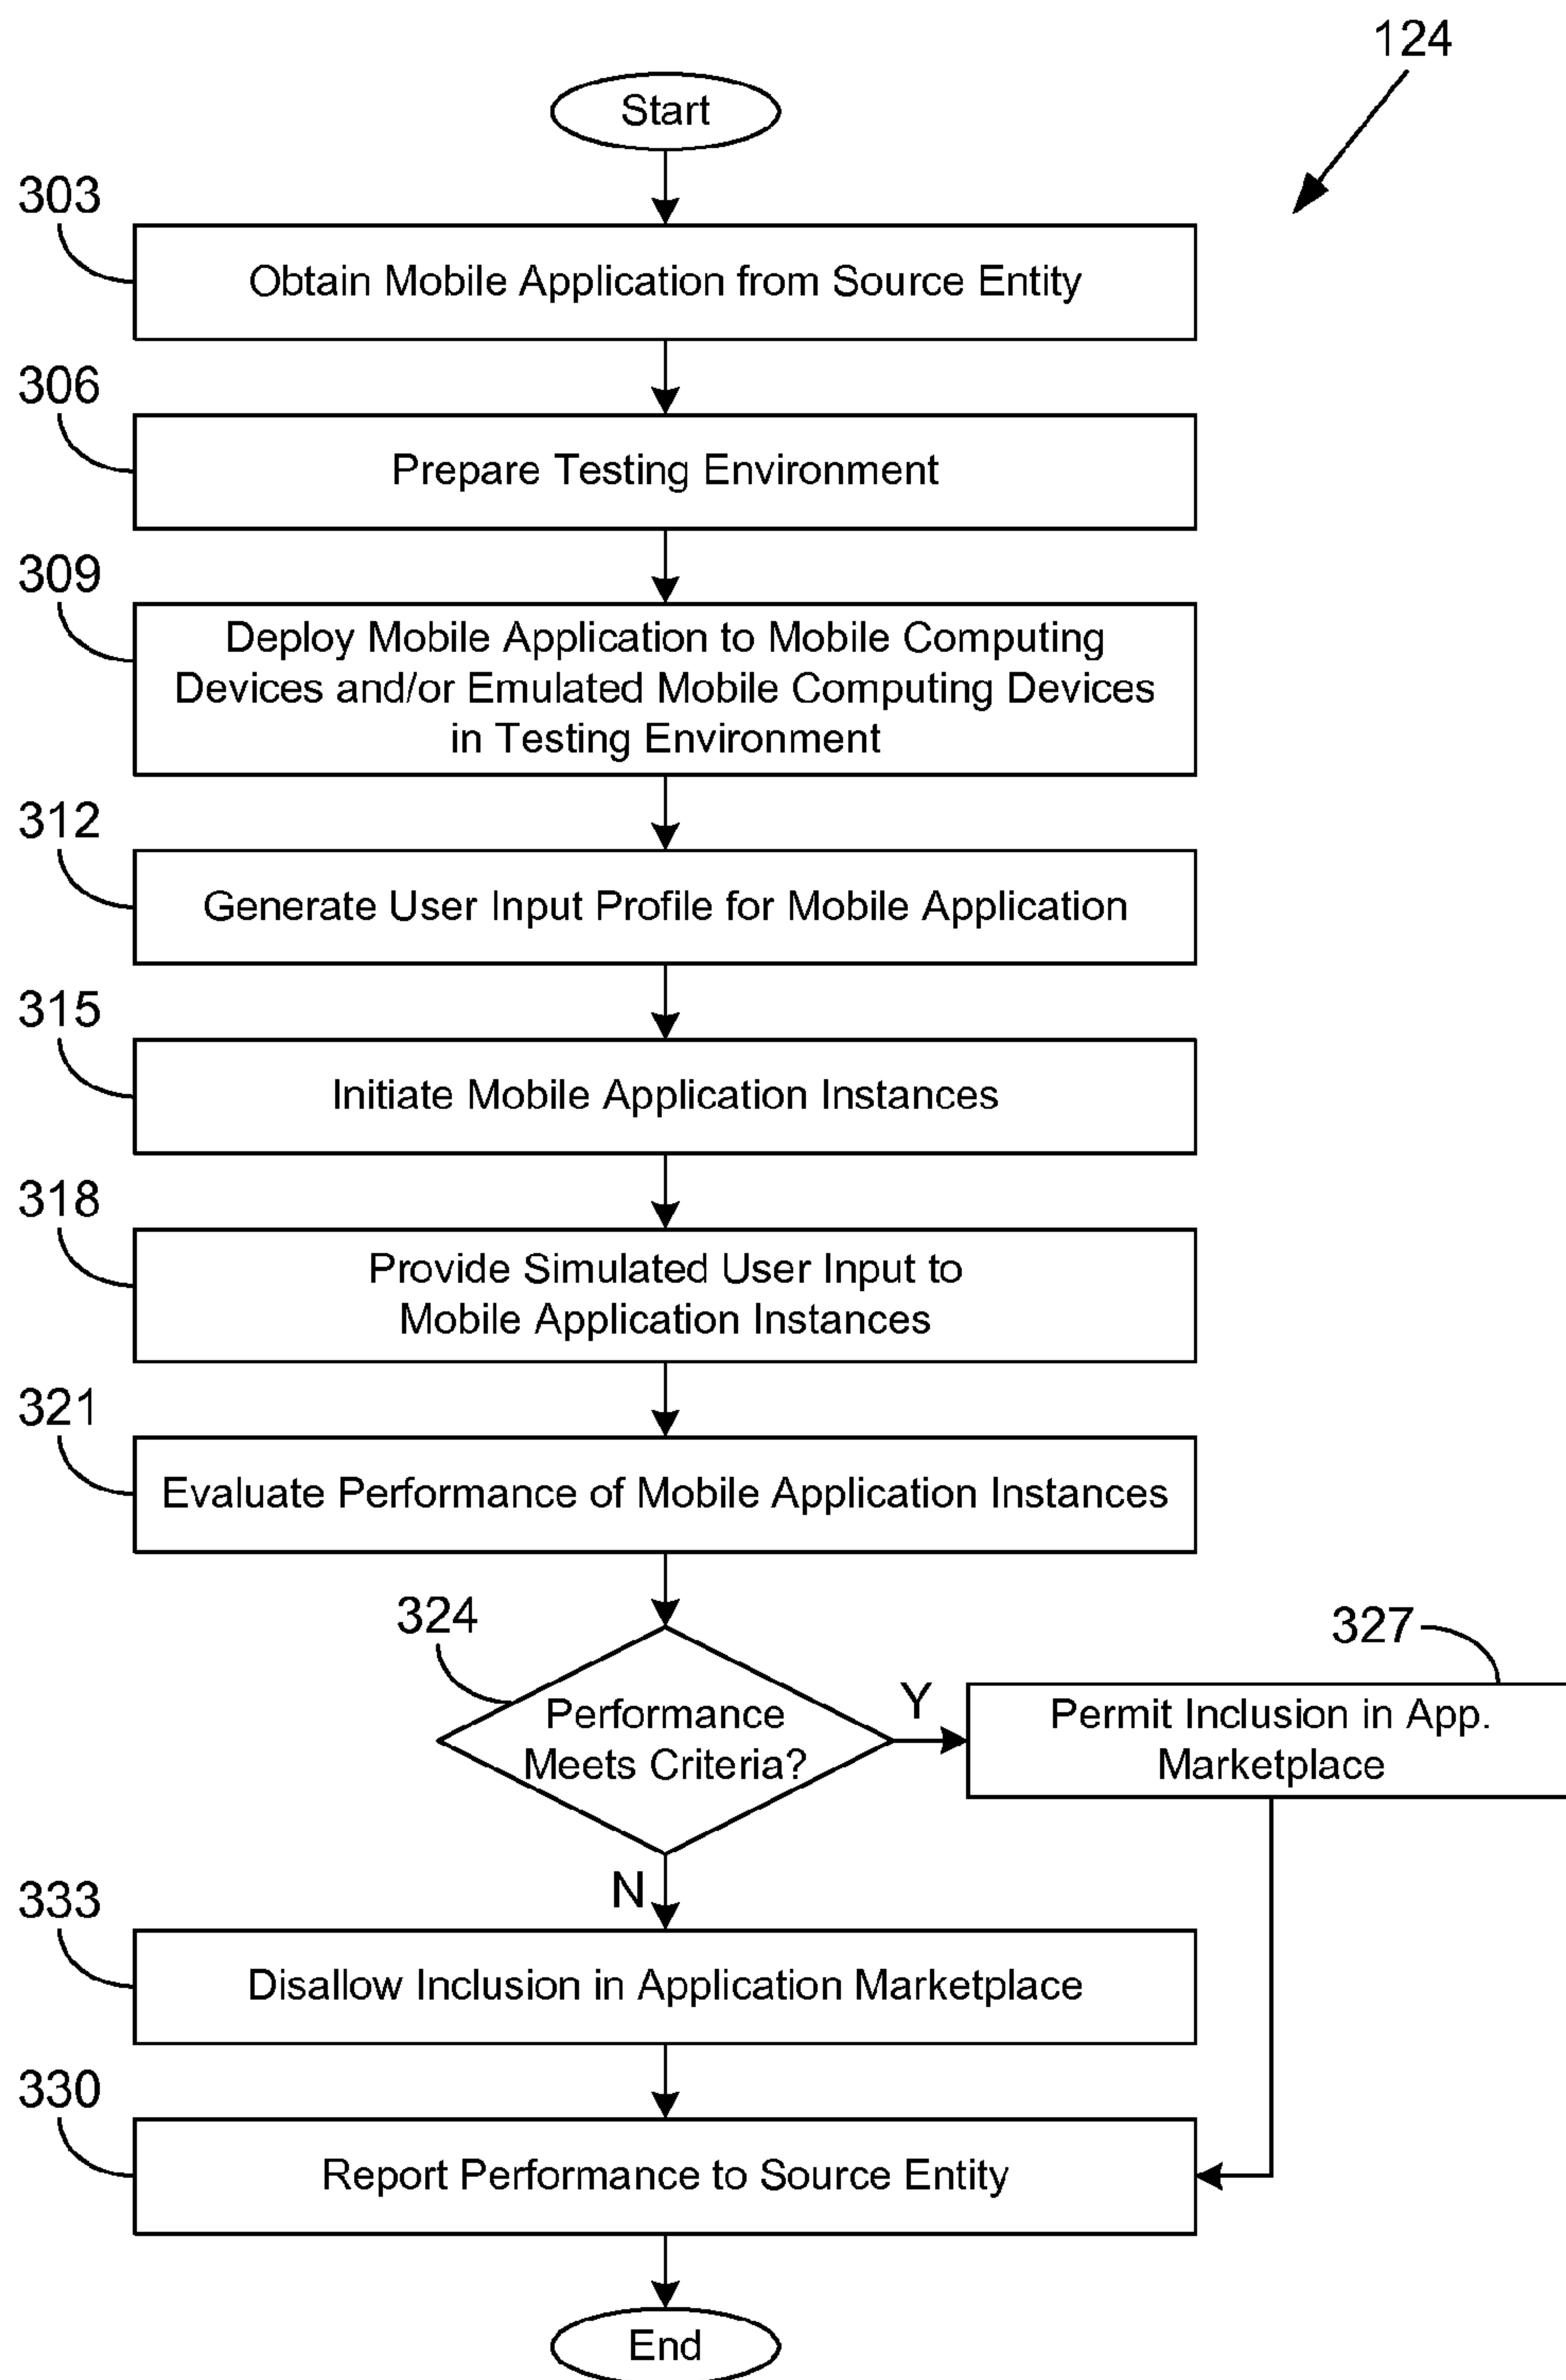 124
Start
303
Obtain Mobile Application from Source Entity
306
Prepare Testing Environment
309
Deploy Mobile Application to Mobile Computing
Devices and/or Emulated Mobile Computing Devices
in Testing Environment
312
Generate User Input Profile for Mobile Application
315
Initiate Mobile Application Instances
318
Provide Simulated User Input to
Mobile Application Instances
321
Evaluate Performance of Mobile Application Instances
324
Performance
Meets Criteria?
Y
327
Permit Inclusion in App.
Marketplace
N
333
Disallow Inclusion in Application Marketplace
330
Report Performance to Source Entity
End